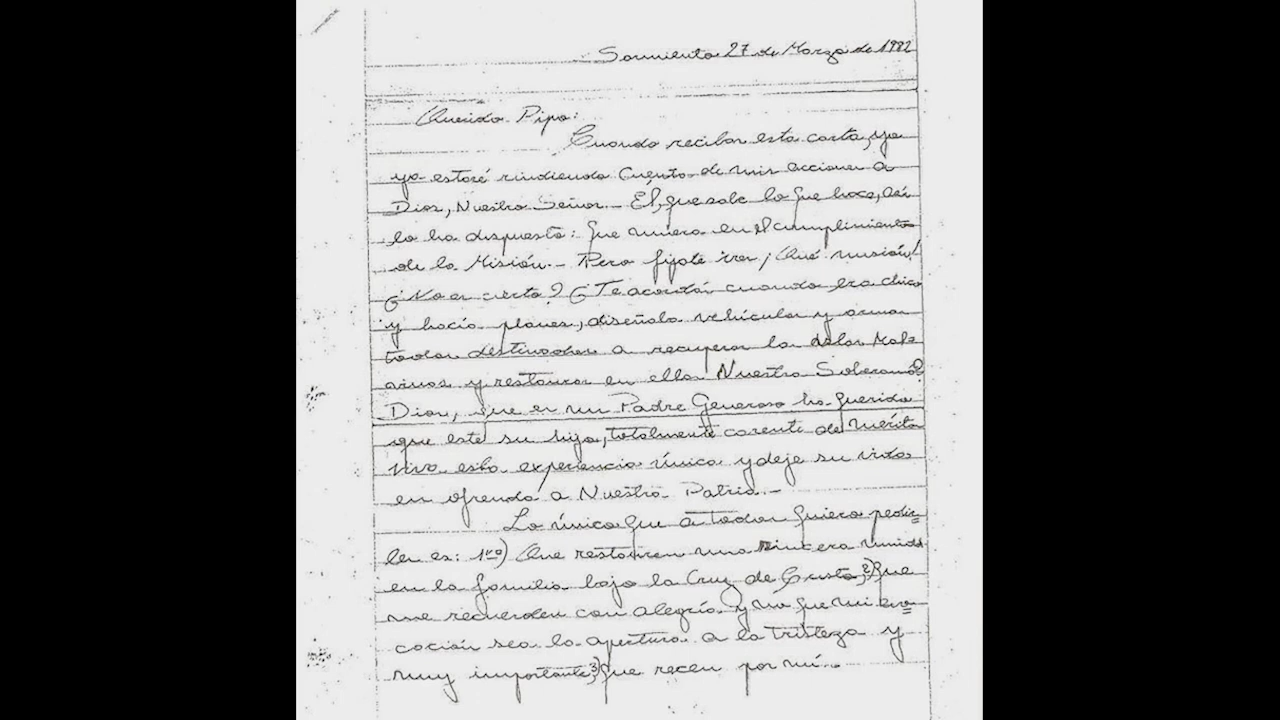 Sarmiento 27 de Marzo de 1982
Querido Pipo:
Cuando recibas esta carta, yo
ya estaré rindiendo cuenta de mis acciones a
Dios, Nuestro Señor.- Él, que sabe lo que hace, así
lo ha dispuesto: que muera en el cumplimiento
de la Misión.- Pero fijate vos ¡Qué misión!
¿No es cierto? ¿Te acordás cuando era chico
y hacía planes, diseñaba vehículos y armas
todos destinados a recuperar las Islas Mal-
vinas y restaurar en ellas Nuestra Soberanía?
Dios, que es un Padre Generoso ha querido
que este su hijo, totalmente carente de mérito
viva esta experiencia única y deje su vida
en ofrenda a Nuestra Patria.-
Lo único que a todos quiero pedir=
les es: 1ro) Que restauren una sincera unidad
en la familia bajo la Cruz de Cristo, 2) Que
me recuerden con alegría y no que mi evo=
cación sea la apertura a la tristeza y
muy importante, 3) Que recen por mí..-